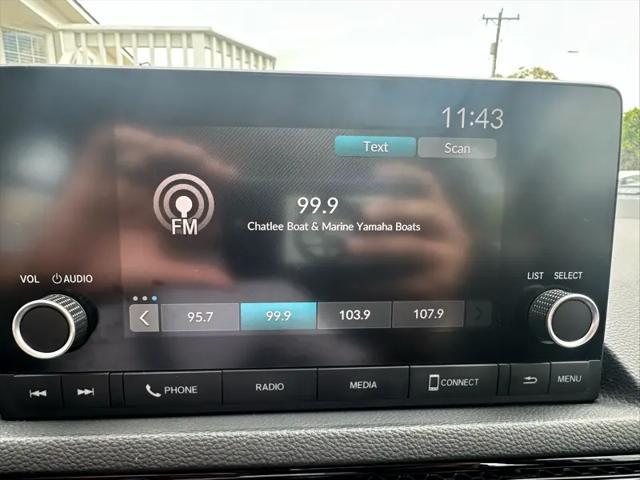 11:43
Text Scan
FM
99.9
Chatlee Boat & Marine Yamaha Boats
VOL AUDIO
LIST SELECT
95.7 99.9 103.9 107.9
PHONE RADIO MEDIA CONNECT MENU